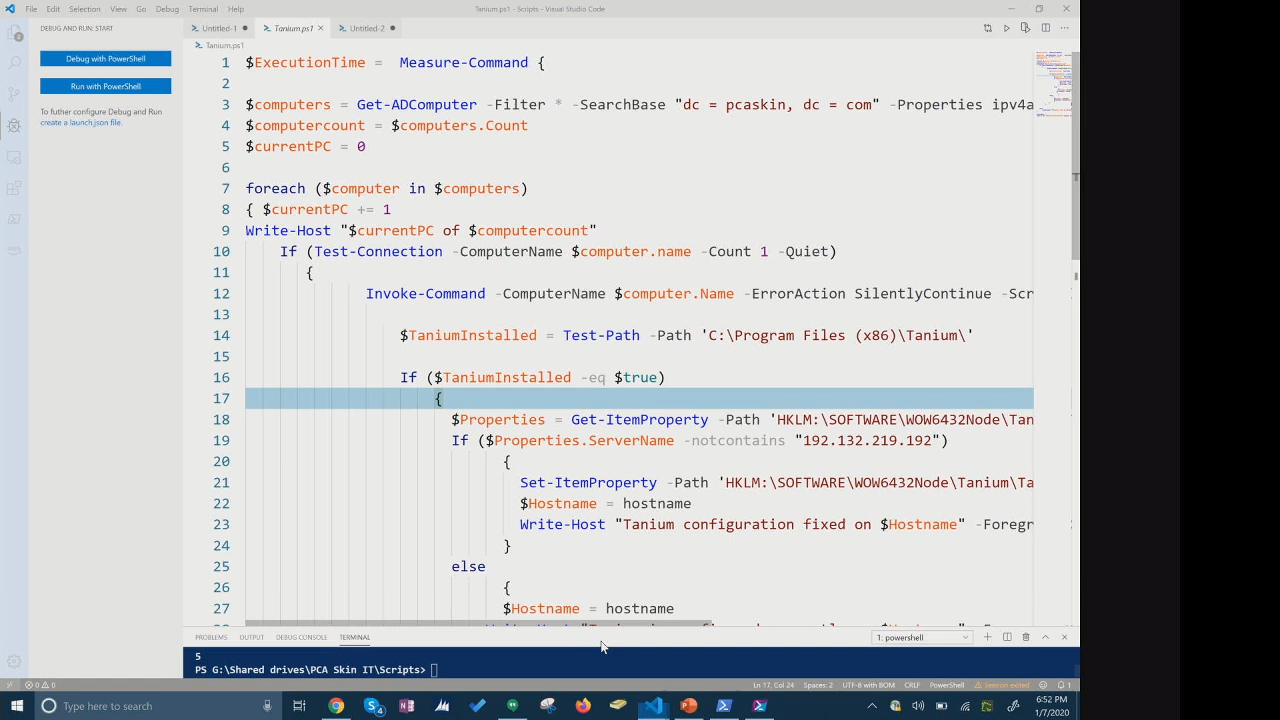 File Edit Selection View Go Debug Terminal Help
Tanium.ps1 - Scripts - Visual Studio Code
DEBUG AND RUN: START
Untitled-1
Tanium.ps1
Untitled-2
Tanium.ps1
Debug with PowerShell
Run with PowerShell
To futher configure Debug and Run
create a launch.json file.
1 $ExecutionTime = Measure-Command {
2
3 $computers = Get-ADComputer -Filter * -SearchBase "dc = pcaskin, dc = com" -Properties ipv4a
4 $computercount = $computers.Count
5 $currentPC = 0
6
7 foreach ($computer in $computers)
8 { $currentPC += 1
9 Write-Host "$currentPC of $computercount"
10 If (Test-Connection -ComputerName $computer.name -Count 1 -Quiet)
11 {
12 Invoke-Command -ComputerName $computer.Name -ErrorAction SilentlyContinue -Scr
13
14 $TaniumInstalled = Test-Path -Path 'C:\Program Files (x86)\Tanium\'
15
16 If ($TaniumInstalled -eq $true)
17 {
18 $Properties = Get-ItemProperty -Path 'HKLM:\SOFTWARE\WOW6432Node\Tan
19 If ($Properties.ServerName -notcontains "192.132.219.192")
20 {
21 Set-ItemProperty -Path 'HKLM:\SOFTWARE\WOW6432Node\Tanium\Ta
22 $Hostname = hostname
23 Write-Host "Tanium configuration fixed on $Hostname" -Foregr
24 }
25 else
26 {
27 $Hostname = hostname
PROBLEMS OUTPUT DEBUG CONSOLE TERMINAL
1: powershell
5
PS G:\Shared drives\PCA Skin IT\Scripts>
0 0
Ln 17, Col 24 Spaces: 2 UTF-8 with BOM CRLF PowerShell Session exited 1
Type here to search
6:52 PM
1/7/2020